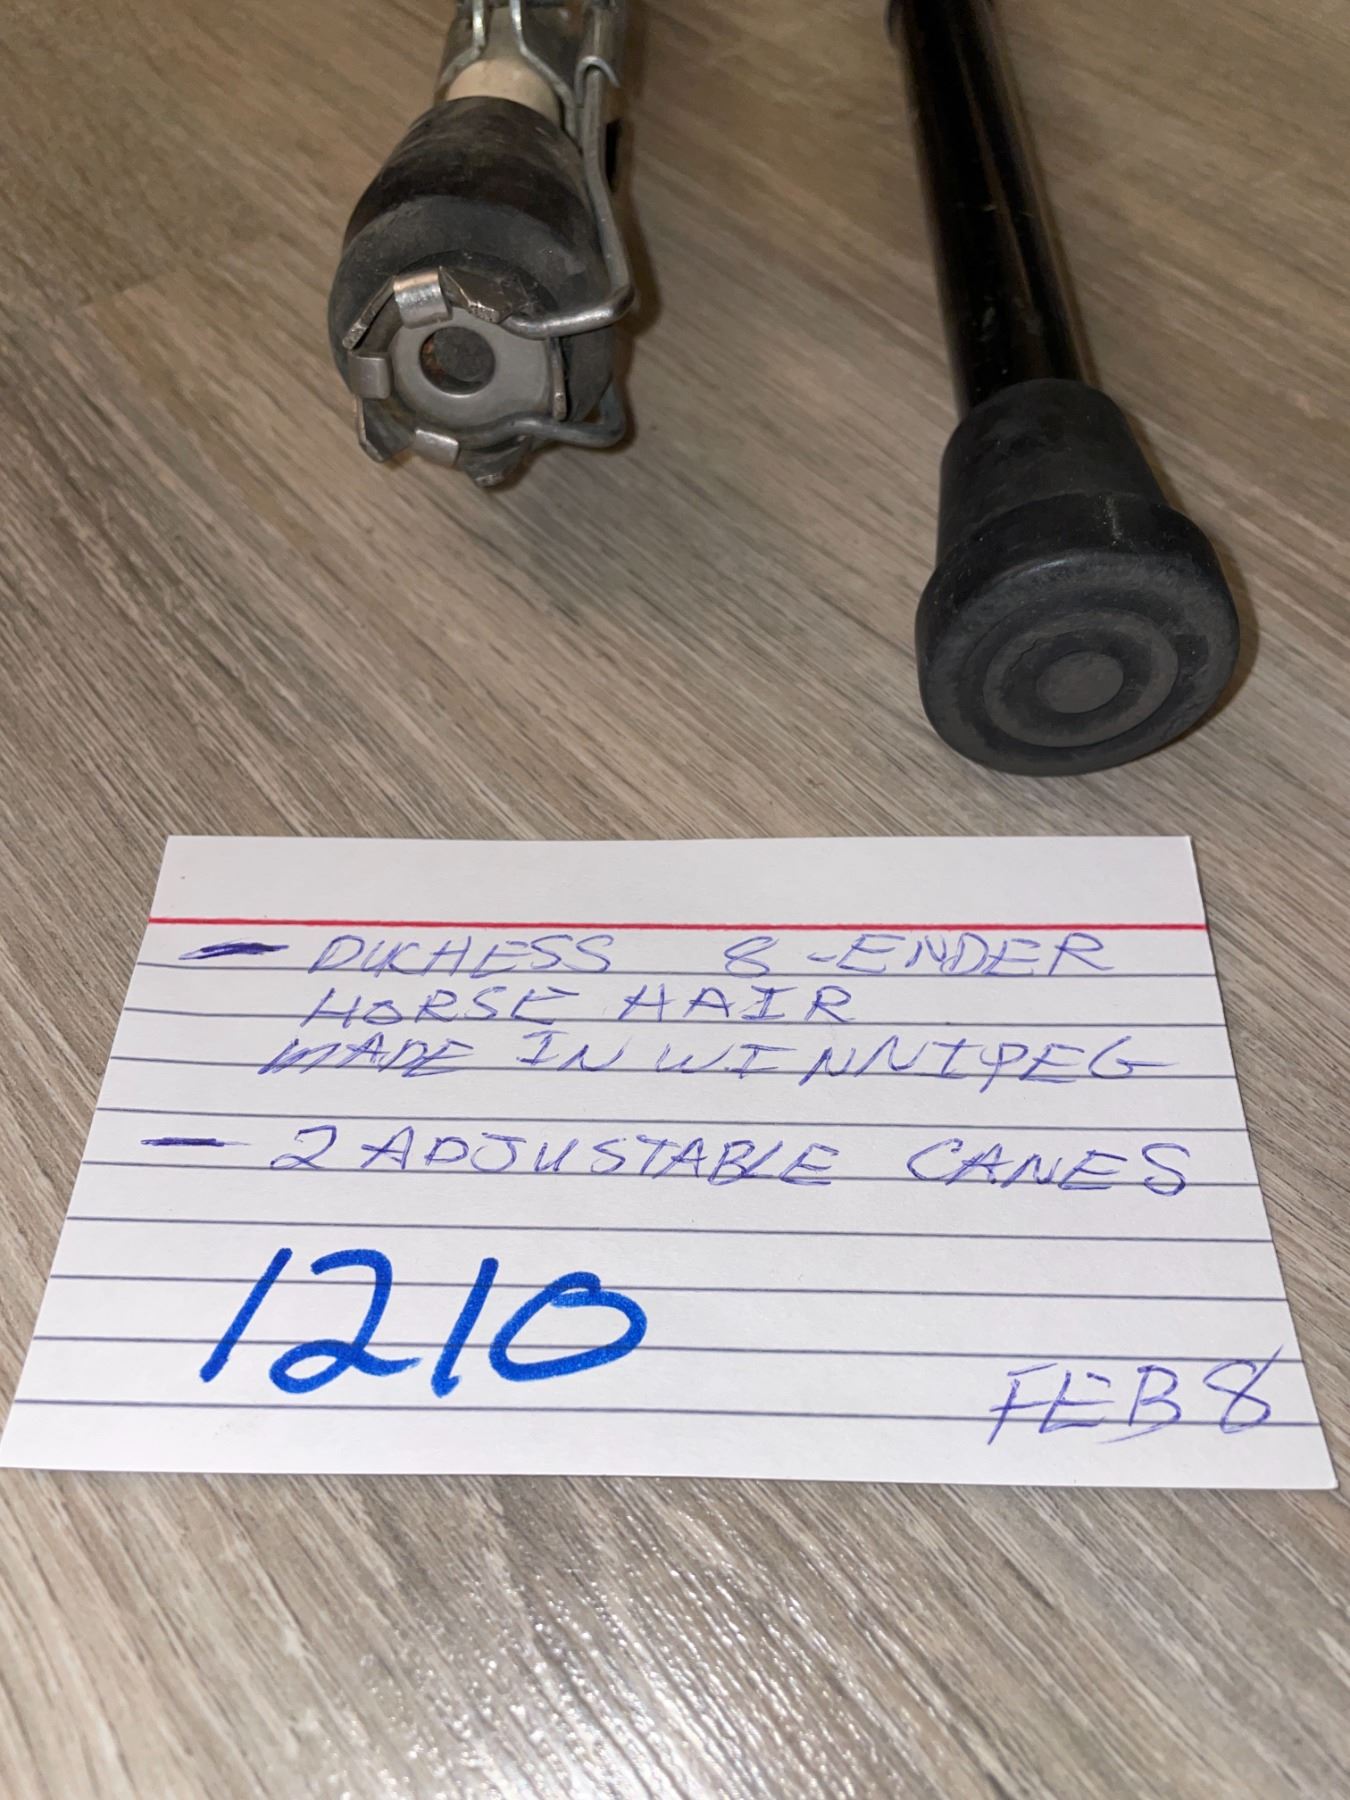 - DUCHESS 8-ENDER
HORSE HAIR
MADE IN WINNIPEG
- 2 ADJUSTABLE CANES
1210
FEB 8